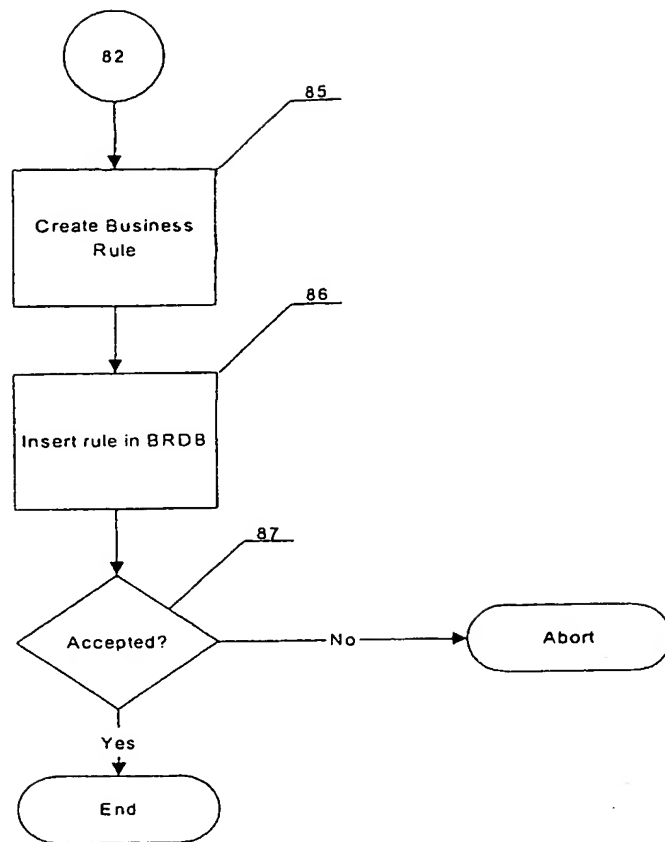 82
85
Create Business
Rule
86
Insert rule in BRDB
87
Accepted?
No
Abort
Yes
End